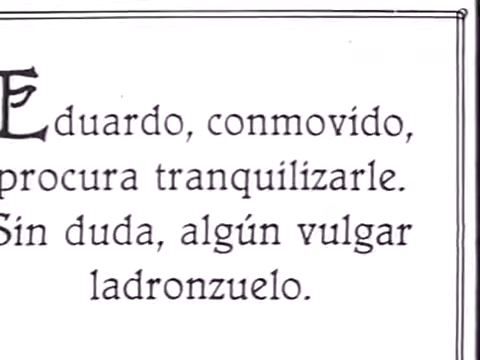 Eduardo, conmovido,
procura tranquilizarle.
Sin duda, algún vulgar
ladronzuelo.